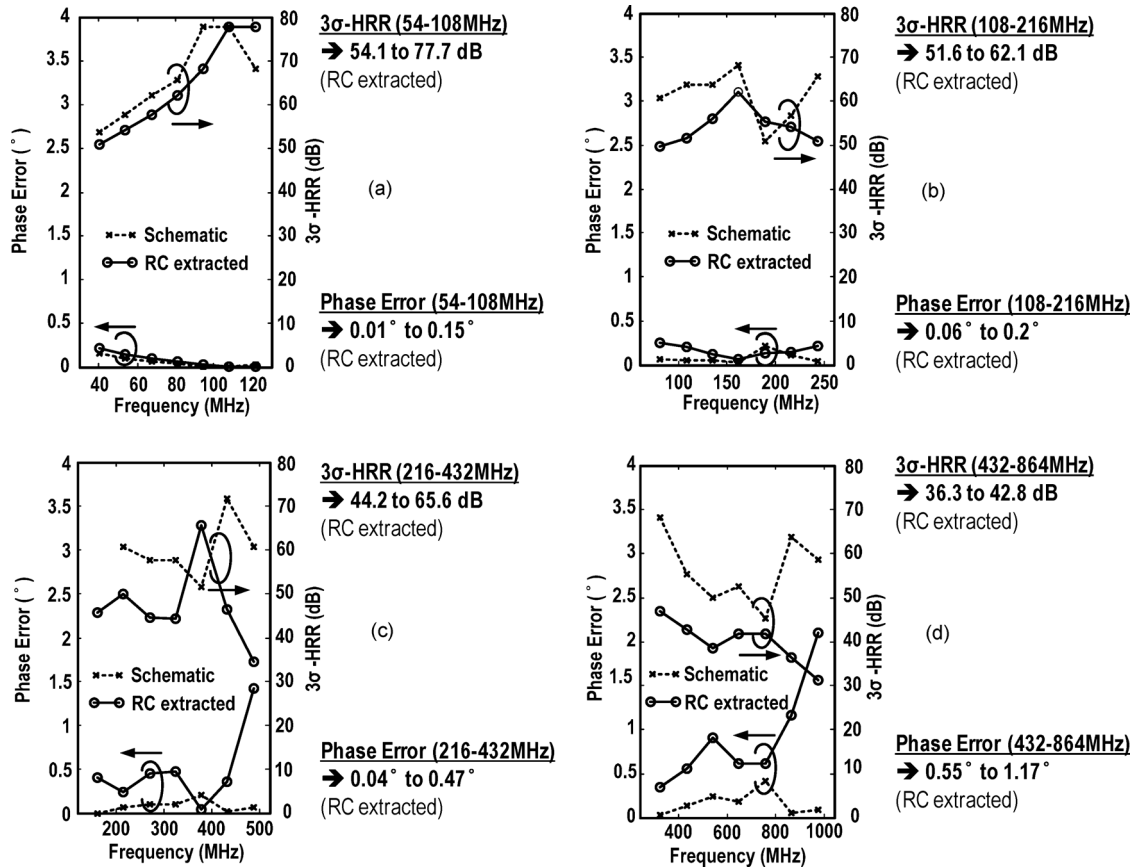 4
3.5
3
2.5
2
1.5
1
0.5
0
Phase Error ( ° )
80
70
60
50
40
30
20
10
0
3σ-HRR (dB)
Schematic
RC extracted
40 60 80 100 120
Frequency (MHz)
3σ-HRR (54-108MHz)
➔ 54.1 to 77.7 dB
(RC extracted)
(a)
Phase Error (54-108MHz)
➔ 0.01° to 0.15°
(RC extracted)
4
3.5
3
2.5
2
1.5
1
0.5
0
Phase Error ( ° )
80
70
60
50
40
30
20
10
0
3σ -HRR (dB)
Schematic
RC extracted
100 150 200 250
Frequency (MHz)
3σ-HRR (108-216MHz)
➔ 51.6 to 62.1 dB
(RC extracted)
(b)
Phase Error (108-216MHz)
➔ 0.06° to 0.2°
(RC extracted)
4
3.5
3
2.5
2
1.5
1
0.5
0
Phase Error ( ° )
80
70
60
50
40
30
20
10
0
3σ -HRR (dB)
Schematic
RC extracted
200 300 400 500
Frequency (MHz)
3σ-HRR (216-432MHz)
➔ 44.2 to 65.6 dB
(RC extracted)
(c)
Phase Error (216-432MHz)
➔ 0.04° to 0.47°
(RC extracted)
4
3.5
3
2.5
2
1.5
1
0.5
0
Phase Error ( ° )
80
70
60
50
40
30
20
10
0
3σ -HRR (dB)
Schematic
RC extracted
400 600 800 1000
Frequency (MHz)
3σ-HRR (432-864MHz)
➔ 36.3 to 42.8 dB
(RC extracted)
(d)
Phase Error (432-864MHz)
➔ 0.55° to 1.17°
(RC extracted)